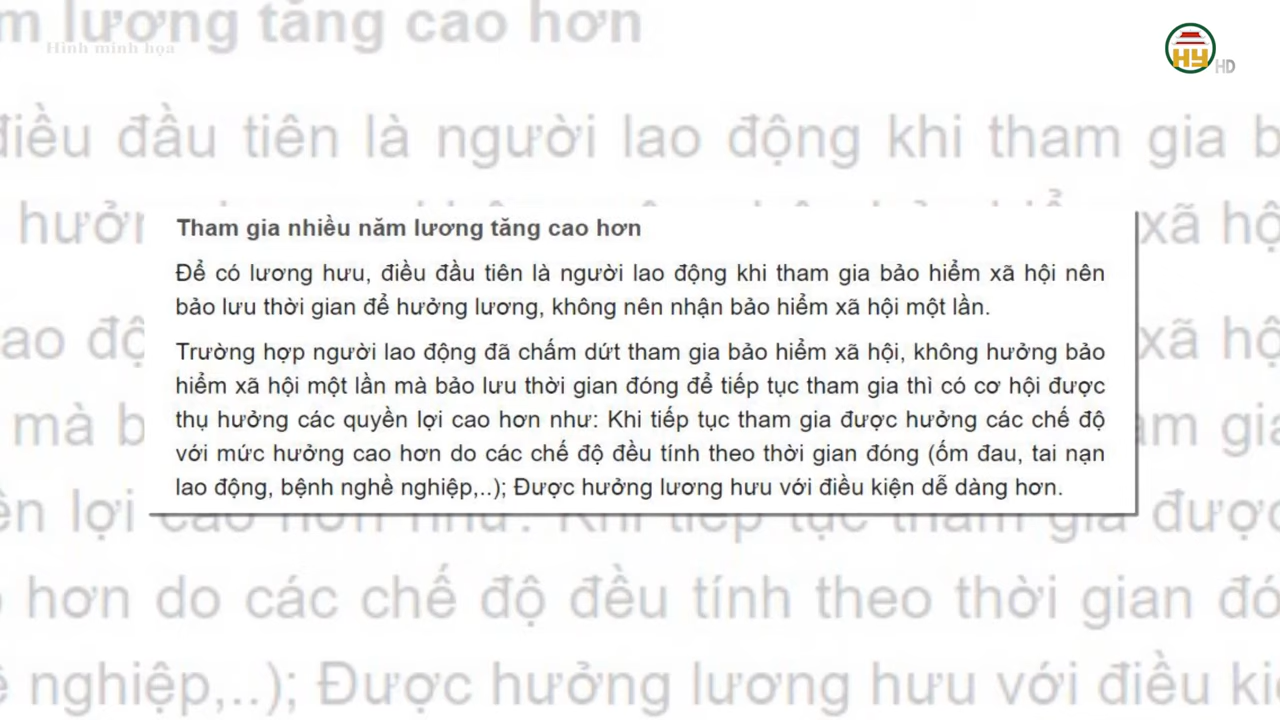 m lương tăng cao hơn
Hình minh họa
HY HD
điều đầu tiên là người lao động khi tham gia b
hưởn xã hộ
Tham gia nhiều năm lương tăng cao hơn
Để có lương hưu, điều đầu tiên là người lao động khi tham gia bảo hiểm xã hội nên
bảo lưu thời gian để hưởng lương, không nên nhận bảo hiểm xã hội một lần.
Trường hợp người lao động đã chấm dứt tham gia bảo hiểm xã hội, không hưởng bảo
hiểm xã hội một lần mà bảo lưu thời gian đóng để tiếp tục tham gia thì có cơ hội được
thụ hưởng các quyền lợi cao hơn như: Khi tiếp tục tham gia được hưởng các chế độ
với mức hưởng cao hơn do các chế độ đều tính theo thời gian đóng (ốm đau, tai nạn
lao động, bệnh nghề nghiệp,..); Được hưởng lương hưu với điều kiện dễ dàng hơn.
ao độ xã hộ
mà b am gia
ền lợi cao hơn như: Khi tiếp tục tham gia được
hơn do các chế độ đều tính theo thời gian đó
ề nghiệp,..); Được hưởng lương hưu với điều kiệ